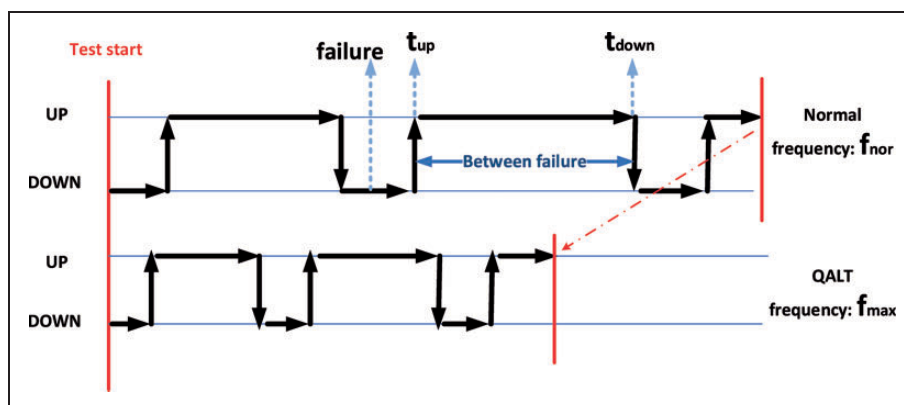 Test start
failure
tup
tdown
UP
DOWN
Between failure
Normal
frequency: fnor
UP
DOWN
QALT
frequency: fmax